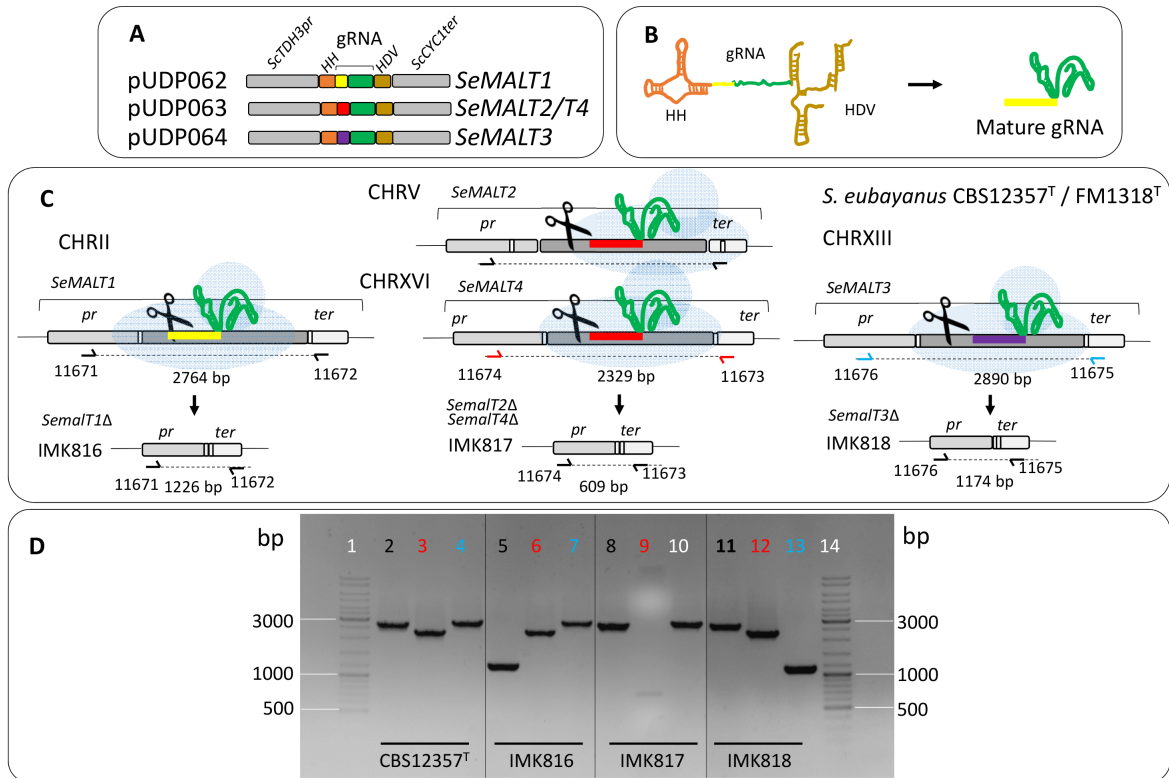 A
ScTDH3pr
HH
gRNA
HDV
ScCYC1ter
pUDP062
SeMALT1
pUDP063
SeMALT2/T4
pUDP064
SeMALT3
B
gRNA
HH
HDV
Mature gRNA
C
S. eubayanus CBS12357ᵀ / FM1318ᵀ
CHRII
SeMALT1
pr
ter
11671
11672
2764 bp
SemalT1Δ
IMK816
pr
ter
11671
11672
1226 bp
CHRV
SeMALT2
pr
ter
CHRXVI
SeMALT4
pr
ter
11674
11673
2329 bp
SemalT2Δ
SemalT4Δ
IMK817
pr
ter
11674
11673
609 bp
CHRXIII
SeMALT3
pr
ter
11676
11675
2890 bp
SemalT3Δ
IMK818
pr
ter
11676
11675
1174 bp
D
bp
bp
1 2 3 4 5 6 7 8 9 10 11 12 13 14
3000
3000
1000
1000
500
500
CBS12357ᵀ
IMK816
IMK817
IMK818